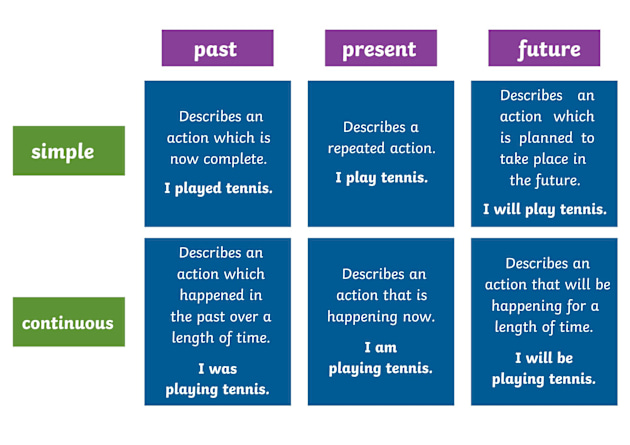 past
present
future
simple
Describes an
action which is
now complete.
I played tennis.
Describes a
repeated action.
I play tennis.
Describes an
action which
is planned to
take place in
the future.
I will play tennis.
continuous
Describes an
action which
happened in
the past over a
length of time.
I was
playing tennis.
Describes an
action that is
happening now.
I am
playing tennis.
Describes an
action that will be
happening for a
length of time.
I will be
playing tennis.